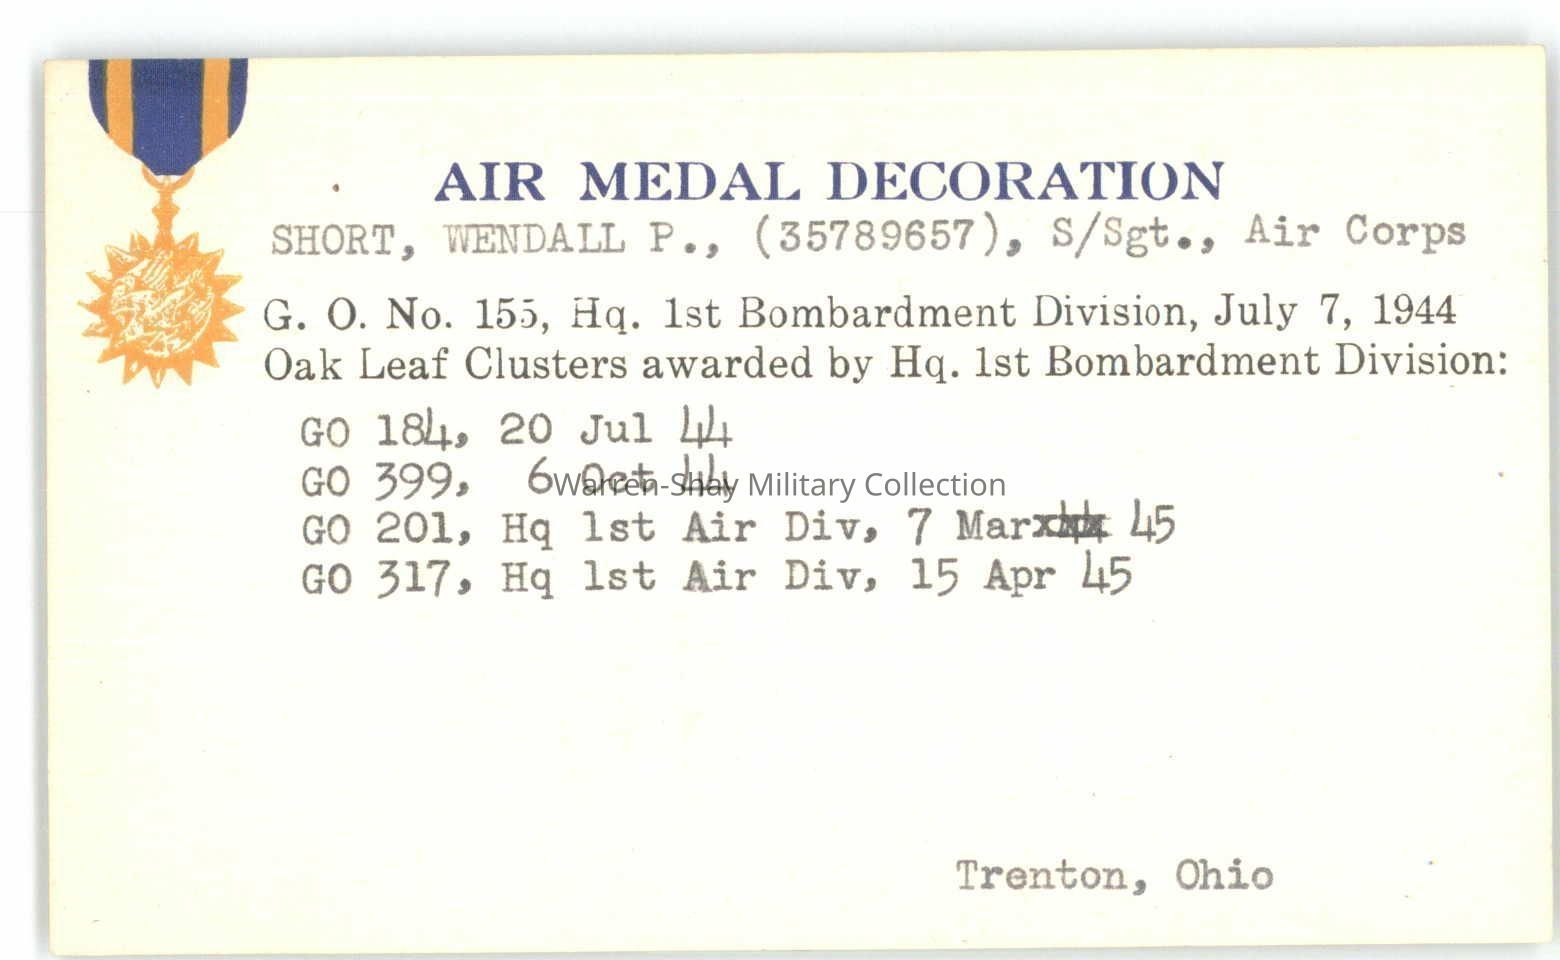 AIR MEDAL DECORATION
SHORT, WENDALL P., (35789657), S/Sgt., Air Corps
G. O. No. 155, Hq. 1st Bombardment Division, July 7, 1944
Oak Leaf Clusters awarded by Hq. 1st Bombardment Division:
GO 184, 20 Jul 44
GO 399, 6 Oct 44
Warren-Shay Military Collection
GO 201, Hq 1st Air Div, 7 Mar 45
GO 317, Hq 1st Air Div, 15 Apr 45
Trenton, Ohio